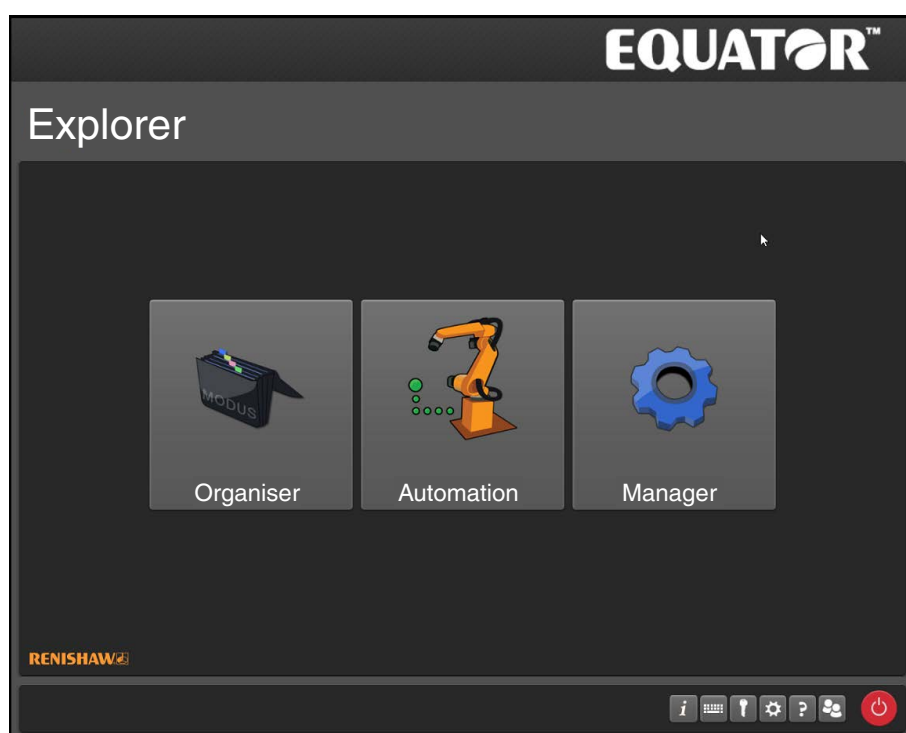 EQUATOR™
Explorer
MODUS
Organiser
Automation
Manager
RENISHAW
i
?